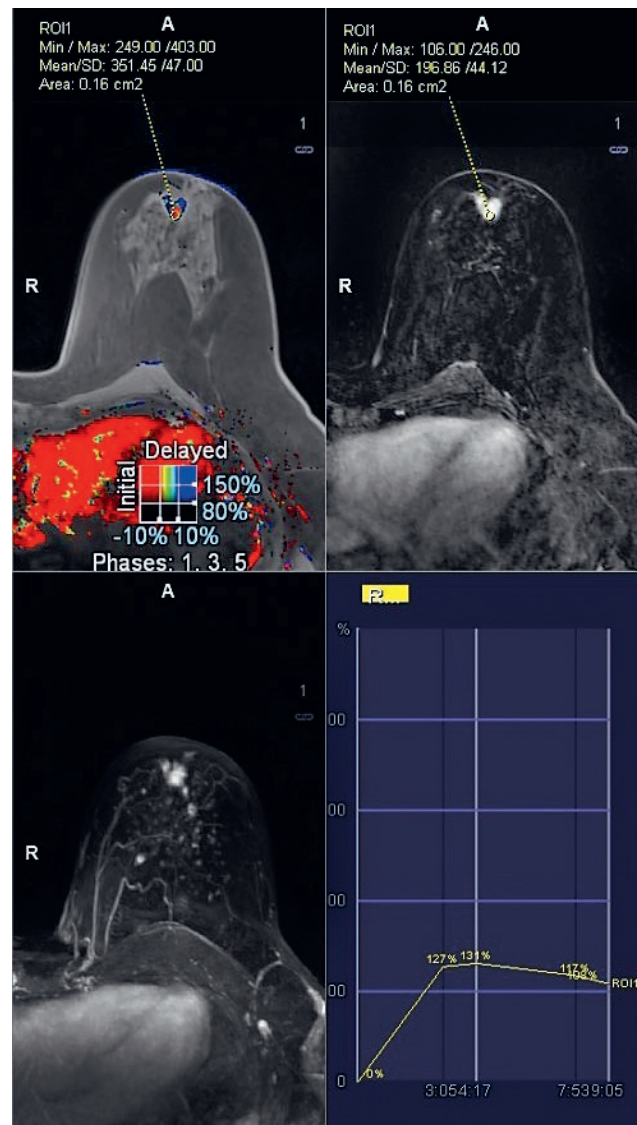 ROI1
A
Min / Max: 249.00 /403.00
Mean/SD: 351.45 /47.00
Area: 0.16 cm2
1
R
Delayed
Initial
150%
80%
-10% 10%
Phases: 1, 3, 5
ROI1
A
Min / Max: 106.00 /246.00
Mean/SD: 196.86 /44.12
Area: 0.16 cm2
1
R
A
1
R
R...
%
00
00
00
00
0
0%
127%
131%
117%
ROI1
3:054:17
7:539:05